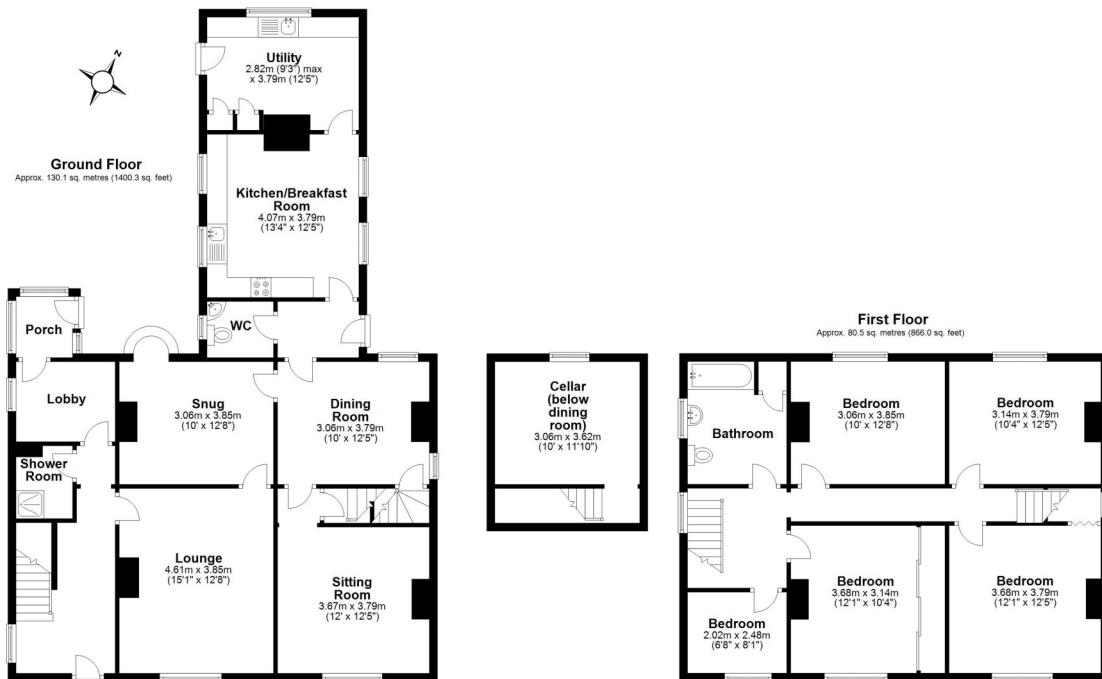 N
Utility
2.82m (9'3") max
x 3.79m (12'5")
Ground Floor
Approx. 130.1 sq. metres (1400.3 sq. feet)
Kitchen/Breakfast
Room
4.07m x 3.79m
(13'4" x 12'5")
Porch
WC
Lobby
Snug
3.06m x 3.85m
(10' x 12'8")
Dining
Room
3.06m x 3.79m
(10' x 12'5")
Shower
Room
Lounge
4.61m x 3.85m
(15'1" x 12'8")
Sitting
Room
3.67m x 3.79m
(12' x 12'5")
Cellar
(below
dining
room)
3.06m x 3.62m
(10' x 11'10")
First Floor
Approx. 80.5 sq. metres (866.0 sq. feet)
Bathroom
Bedroom
3.06m x 3.85m
(10' x 12'8")
Bedroom
3.14m x 3.79m
(10'4" x 12'5")
Bedroom
2.02m x 2.48m
(6'8" x 8'1")
Bedroom
3.68m x 3.14m
(12'1" x 10'4")
Bedroom
3.68m x 3.79m
(12'1" x 12'5")